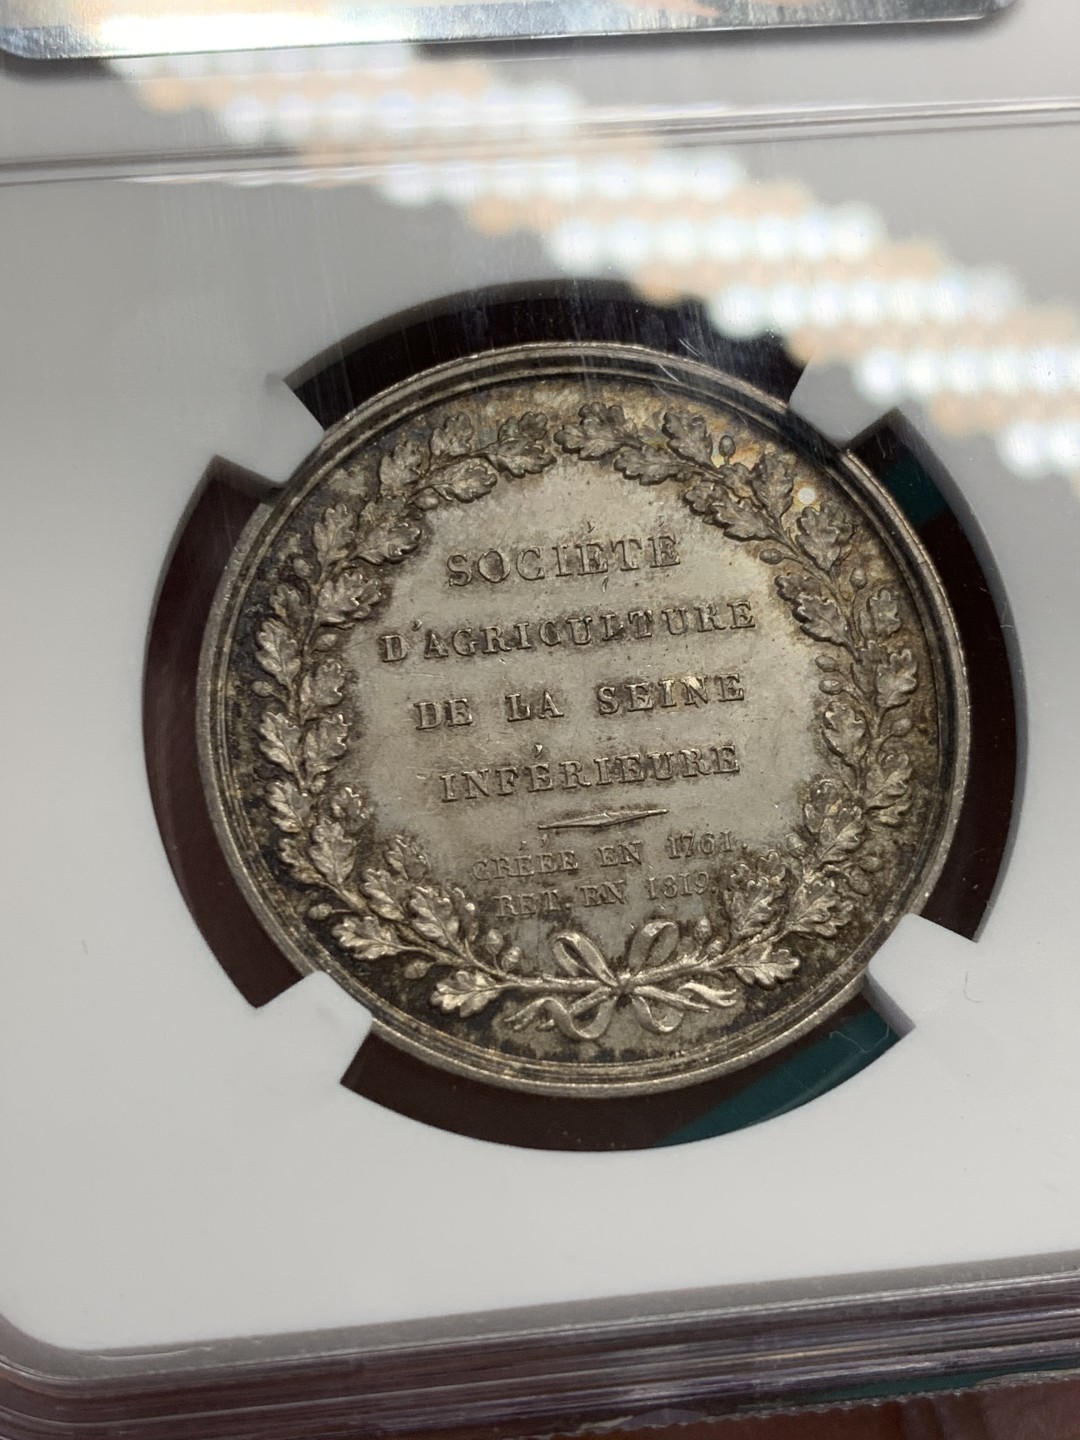 SOCIÉTÉ
D'AGRICULTURE
DE LA SEINE
INFÉRIEURE
CRÉÉE EN 1761.
RET. EN 1819.